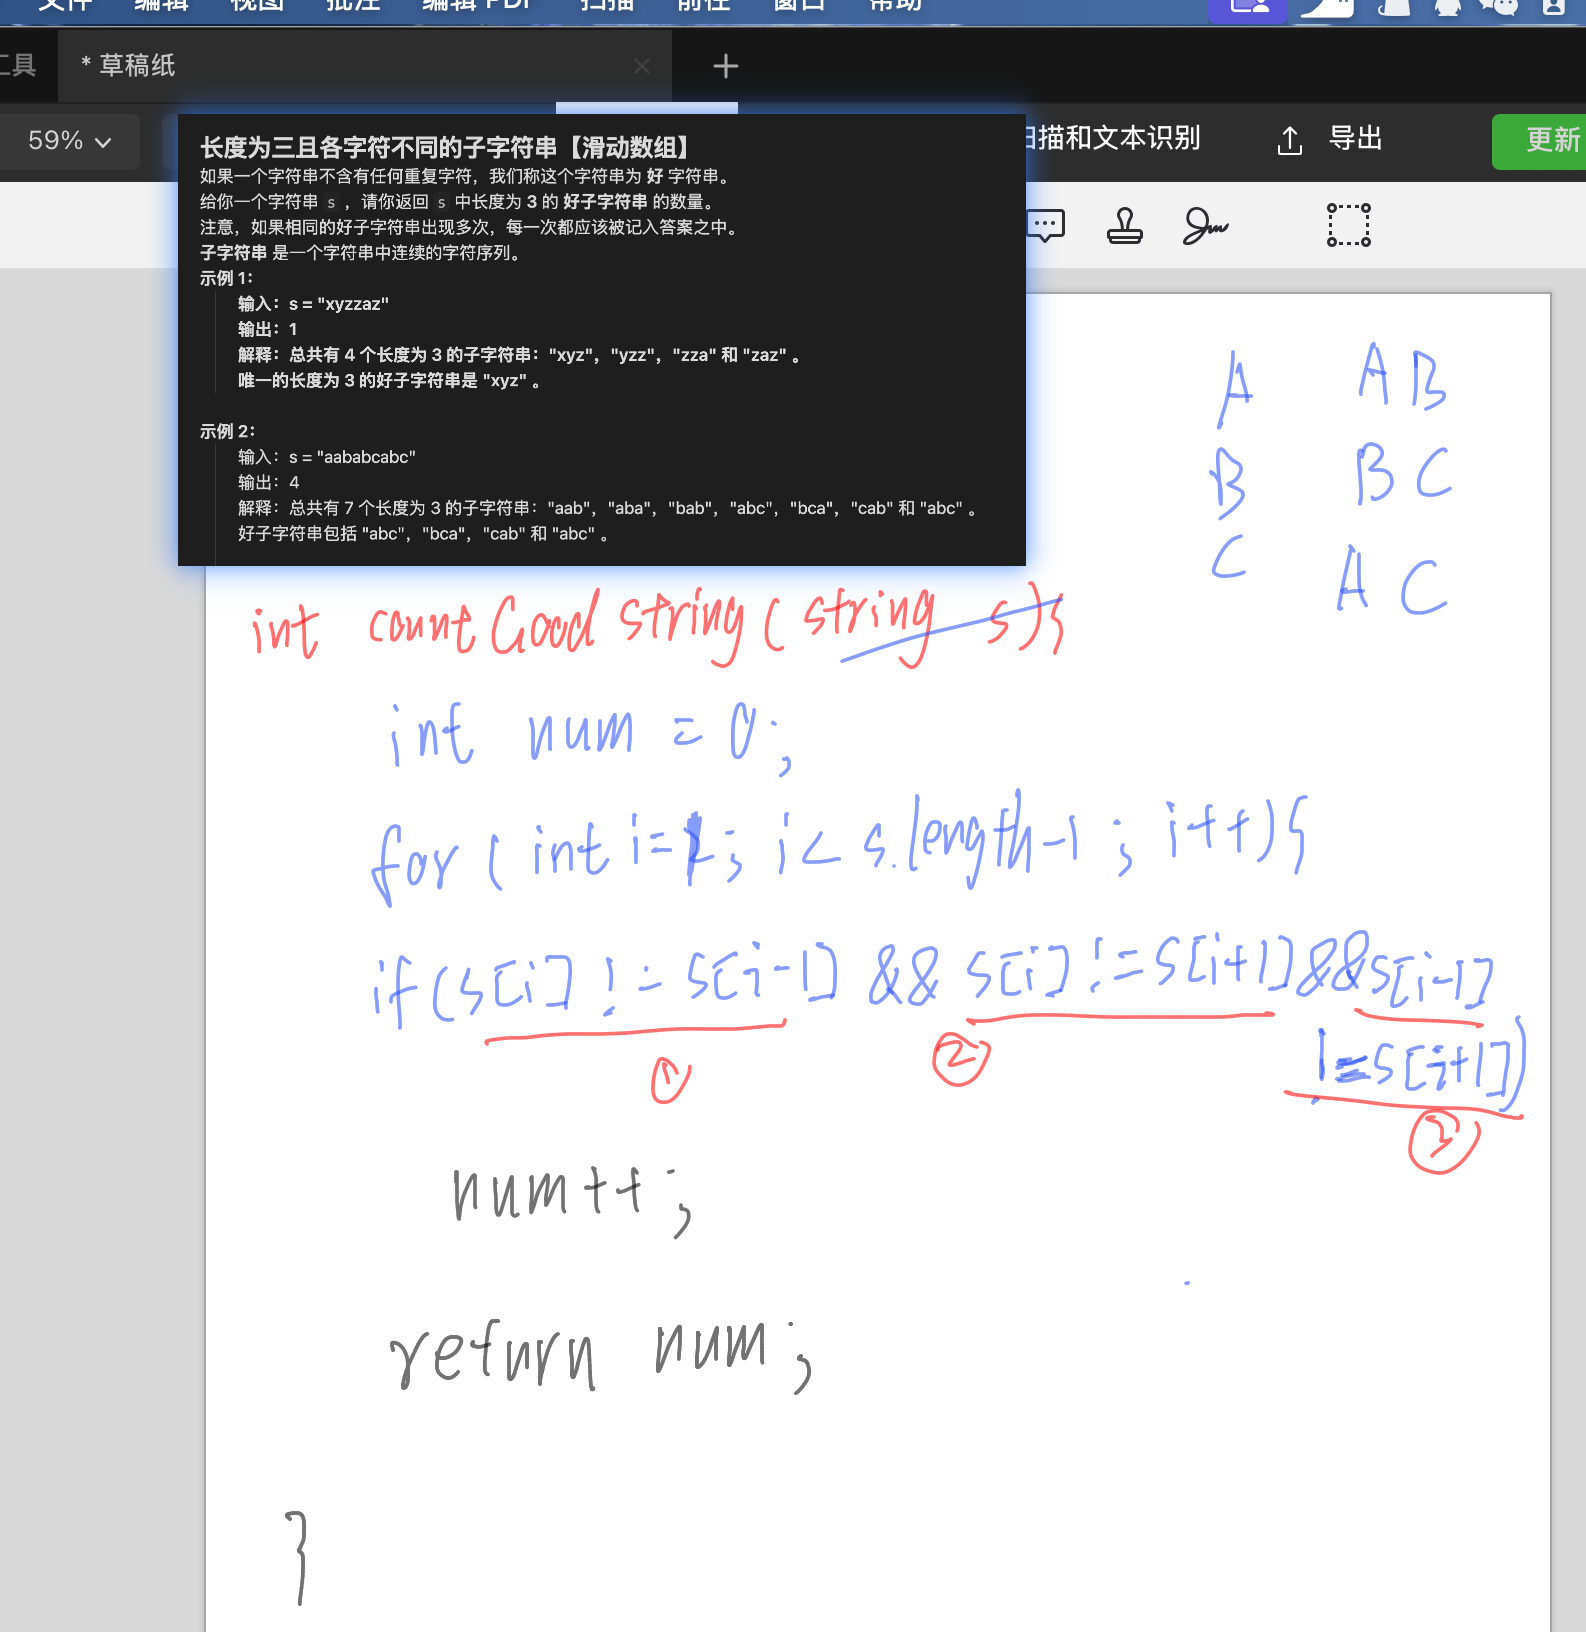 文件 编辑 视图 批注 编辑 PDF 扫描 前往 窗口 帮助
工具 * 草稿纸
59%
扫描和文本识别 导出 更新
长度为三且各字符不同的子字符串【滑动数组】
如果一个字符串不含有任何重复字符，我们称这个字符串为 好 字符串。
给你一个字符串 s ，请你返回 s 中长度为 3 的 好子字符串 的数量。
注意，如果相同的好子字符串出现多次，每一次都应该被记入答案之中。
子字符串 是一个字符串中连续的字符序列。
示例 1：
输入：s = "xyzzaz"
输出：1
解释：总共有 4 个长度为 3 的子字符串："xyz"，"yzz"，"zza" 和 "zaz" 。
唯一的长度为 3 的好子字符串是 "xyz" 。
示例 2：
输入：s = "aababcabc"
输出：4
解释：总共有 7 个长度为 3 的子字符串："aab"，"aba"，"bab"，"abc"，"bca"，"cab" 和 "abc" 。
好子字符串包括 "abc"，"bca"，"cab" 和 "abc" 。
A AB
B BC
C AC
int countGood string ( string s){
int num = 0;
for ( int i=1; i< s.length-1 ; i++){
if(s[i] != s[i-1] && s[i] != s[i+1] && s[i-1]
!= s[i+1])
① ② ③
num++;
return num;
}